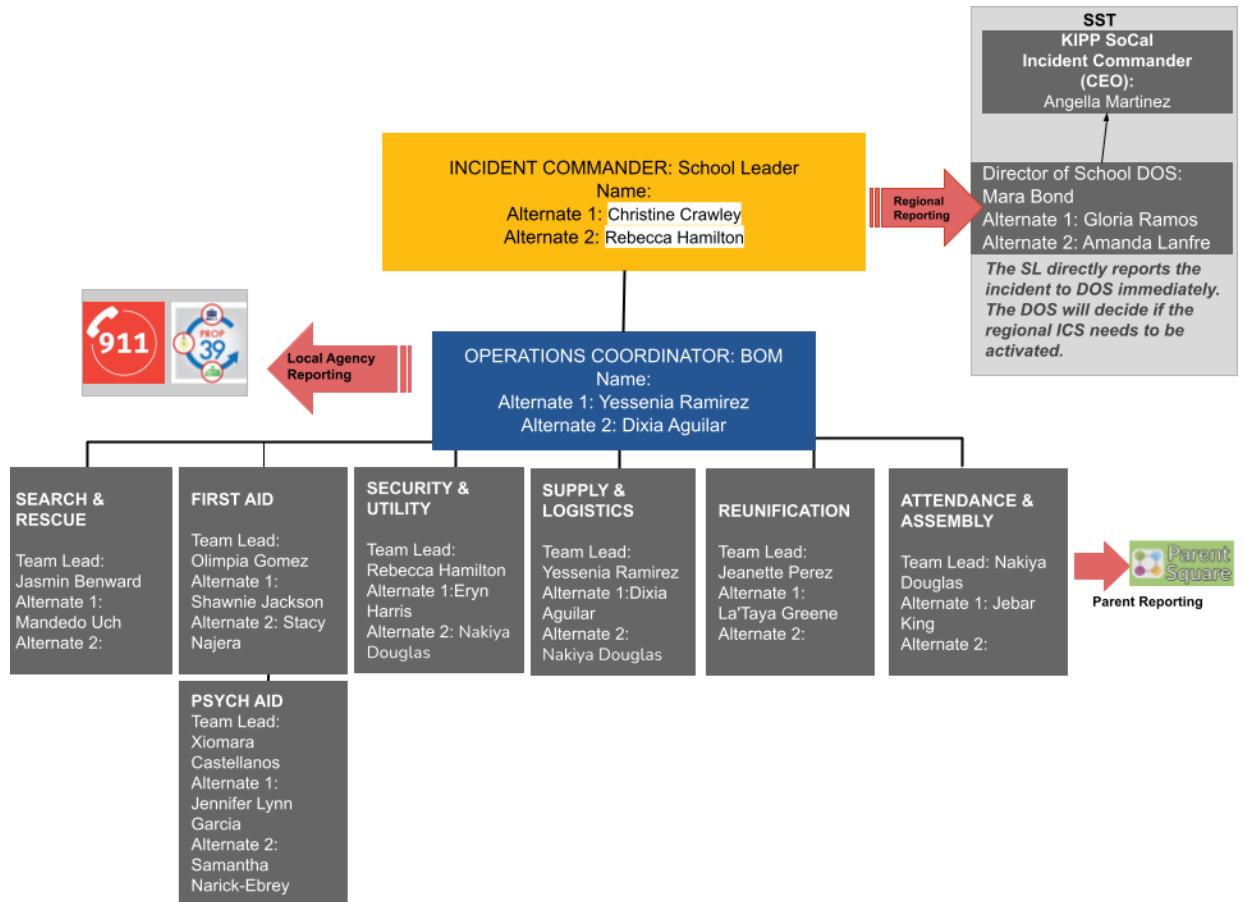 SST
KIPP SoCal
Incident Commander
(CEO):
Angella Martinez
INCIDENT COMMANDER: School Leader
Name:
Alternate 1: Christine Crawley
Alternate 2: Rebecca Hamilton
Regional
Reporting
Director of School DOS:
Mara Bond
Alternate 1: Gloria Ramos
Alternate 2: Amanda Lanfre
The SL directly reports the
incident to DOS immediately.
The DOS will decide if the
regional ICS needs to be
activated.
911
PROP
39
Local Agency
Reporting
OPERATIONS COORDINATOR: BOM
Name:
Alternate 1: Yessenia Ramirez
Alternate 2: Dixia Aguilar
SEARCH &
RESCUE
Team Lead:
Jasmin Benward
Alternate 1:
Mandedo Uch
Alternate 2:
FIRST AID
Team Lead:
Olimpia Gomez
Alternate 1:
Shawnie Jackson
Alternate 2: Stacy
Najera
SECURITY &
UTILITY
Team Lead:
Rebecca Hamilton
Alternate 1:Eryn
Harris
Alternate 2: Nakiya
Douglas
SUPPLY &
LOGISTICS
Team Lead:
Yessenia Ramirez
Alternate 1:Dixia
Aguilar
Alternate 2:
Nakiya Douglas
REUNIFICATION
Team Lead:
Jeanette Perez
Alternate 1:
La'Taya Greene
Alternate 2:
ATTENDANCE &
ASSEMBLY
Team Lead: Nakiya
Douglas
Alternate 1: Jebar
King
Alternate 2:
Parent
Square
Parent Reporting
PSYCH AID
Team Lead:
Xiomara
Castellanos
Alternate 1:
Jennifer Lynn
Garcia
Alternate 2:
Samantha
Narick-Ebrey